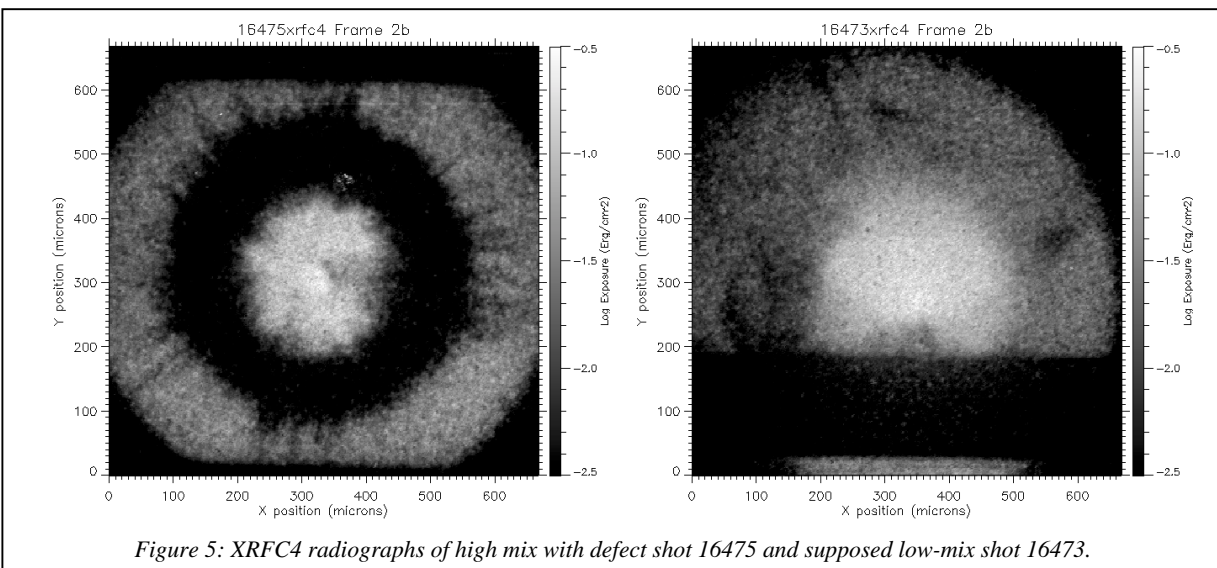 16475xrfc4 Frame 2b
600
500
400
300
200
100
0
Y position (microns)
0 100 200 300 400 500 600
X position (microns)
-0.5
-1.0
-1.5
-2.0
-2.5
Log Exposure (Erg/cm^2)
16473xrfc4 Frame 2b
600
500
400
300
200
100
0
Y position (microns)
0 100 200 300 400 500 600
X position (microns)
-0.5
-1.0
-1.5
-2.0
-2.5
Log Exposure (Erg/cm^2)
Figure 5: XRFC4 radiographs of high mix with defect shot 16475 and supposed low-mix shot 16473.